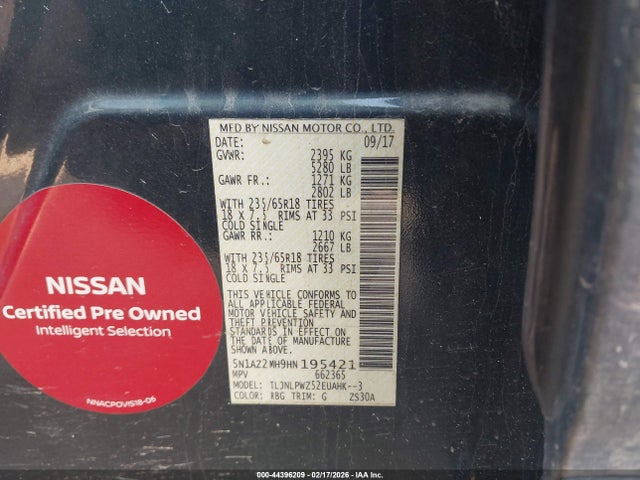 MFD BY NISSAN MOTOR CO., LTD.
DATE: 09/17
GVWR: 2395 KG
5280 LB
GAWR FR.: 1271 KG
2802 LB
WITH 235/65R18 TIRES
18 X 7.5 RIMS AT 33 PSI
COLD SINGLE
GAWR RR.: 1210 KG
2667 LB
WITH 235/65R18 TIRES
18 X 7.5 RIMS AT 33 PSI
COLD SINGLE
THIS VEHICLE CONFORMS TO
ALL APPLICABLE FEDERAL
MOTOR VEHICLE SAFETY AND
AND THEFT PREVENTION
STANDARDS IN EFFECT ON
THE DATE OF MANUFACTURE
SHOWN ABOVE.
5N1AZ2MH9HN195421
MPV 662365
MODEL: TLJNLPWZ52EUAHK--3
COLOR: RBG TRIM: G ZS30A
NISSAN
Certified Pre Owned
Intelligent Selection
NNACPOVIS18-06
000-44396209 - 02/17/2026 - IAA Inc.